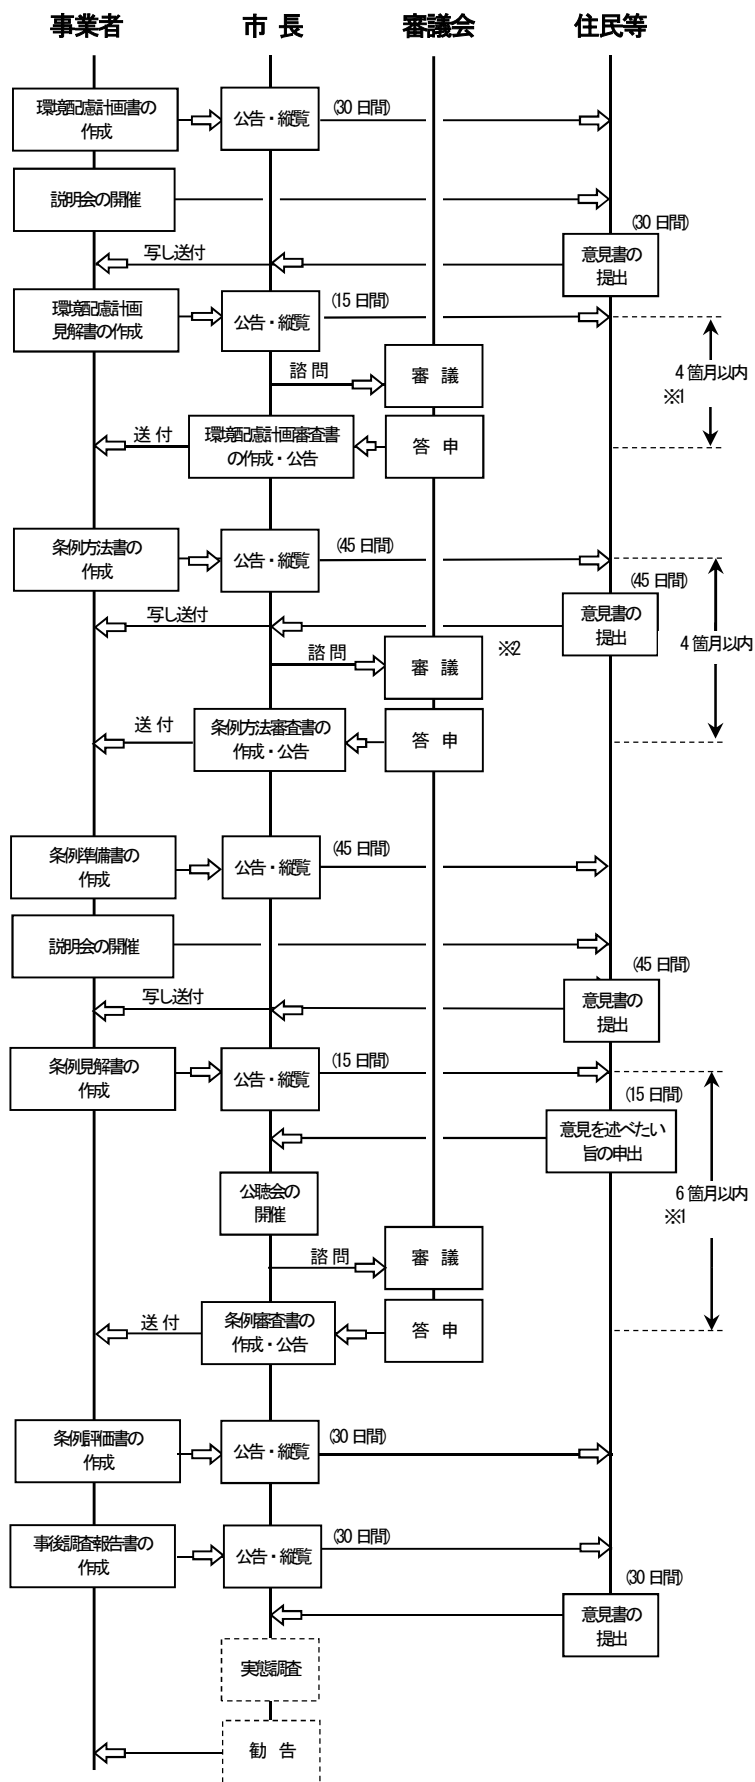 事業者
市 長
審議会
住民等
環境配慮計画書の
作成
公告・縦覧
(30 日間)
説明会の開催
(30 日間)
意見書の
提出
写し送付
環境配慮計画
見解書の作成
公告・縦覧
(15 日間)
諮 問
審 議
4 箇月以内
※1
送 付
環境配慮計画審査書
の作成・公告
答 申
条例方法書の
作成
公告・縦覧
(45 日間)
(45 日間)
意見書の
提出
写し送付
諮 問
審 議
※2
4 箇月以内
送 付
条例方法審査書の
作成・公告
答 申
条例準備書の
作成
公告・縦覧
(45 日間)
説明会の開催
(45 日間)
意見書の
提出
写し送付
条例見解書の
作成
公告・縦覧
(15 日間)
(15 日間)
意見を述べたい
旨の申出
公聴会の
開催
6 箇月以内
※1
諮 問
審 議
送 付
条例審査書の
作成・公告
答 申
条例評価書の
作成
公告・縦覧
(30 日間)
事後調査報告書の
作成
公告・縦覧
(30 日間)
(30 日間)
意見書の
提出
実態調査
勧 告